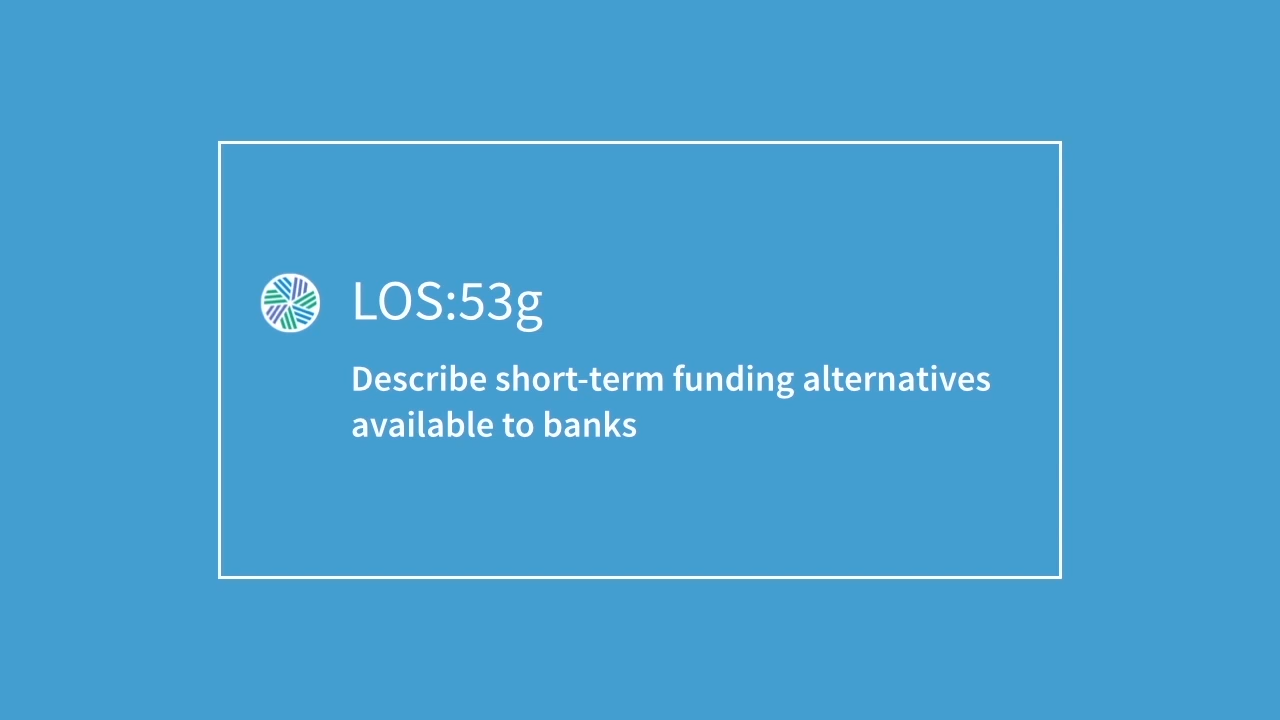 LOS:53g
Describe short-term funding alternatives
available to banks